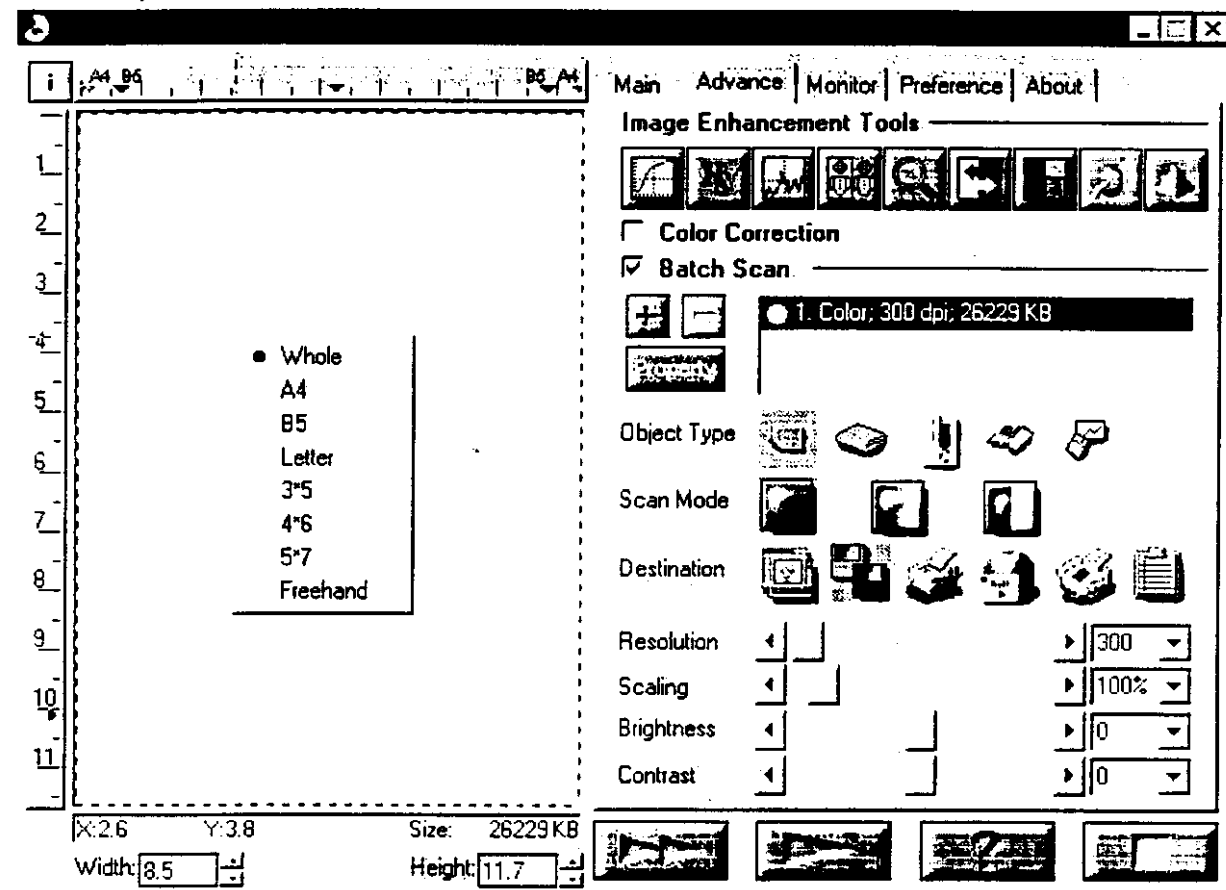 i
A4 B5
B5 A4
1
2
3
4
5
6
7
8
9
10
11
Whole
A4
B5
Letter
3*5
4*6
5*7
Freehand
X:2.6 Y:3.8 Size: 26229 KB
Width: 8.5 Height: 11.7
Main Advance Monitor Preference About
Image Enhancement Tools
Color Correction
Batch Scan
1. Color; 300 dpi; 26229 KB
Property
Object Type
Scan Mode
Destination
Resolution 300
Scaling 100%
Brightness 0
Contrast 0
?